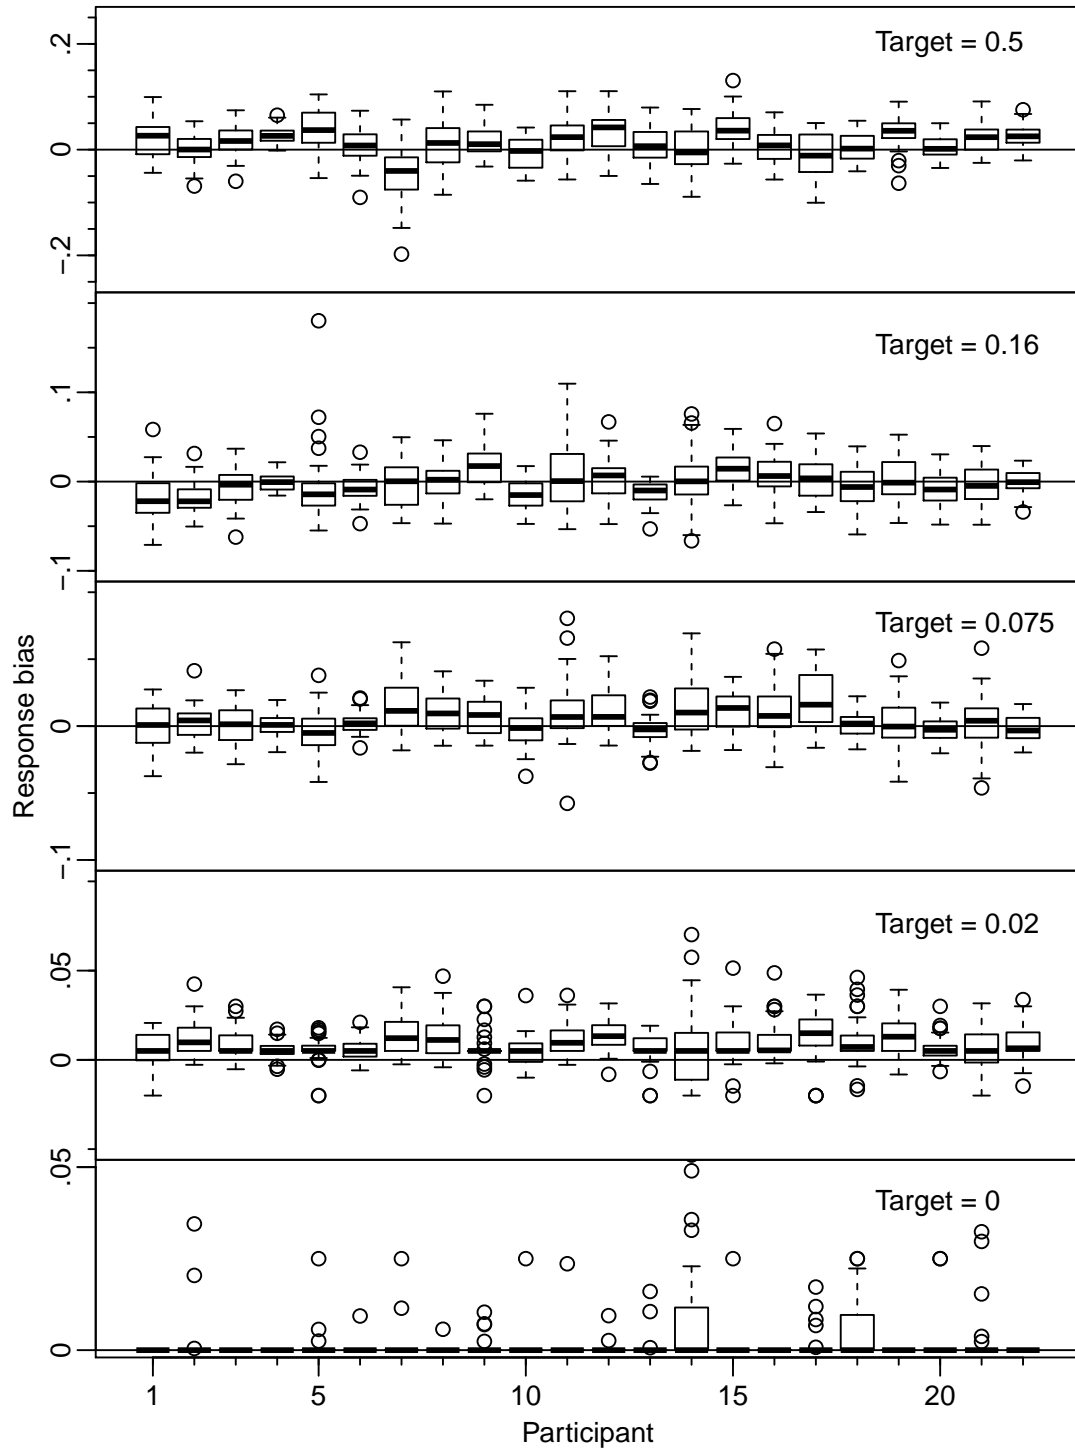 Target = 0.5
.2
0
−.2
Target = 0.16
.1
0
−.1
Target = 0.075
0
−.1
Target = 0.02
0.05
0
Target = 0
.05
0
Response bias
1 5 10 15 20
Participant